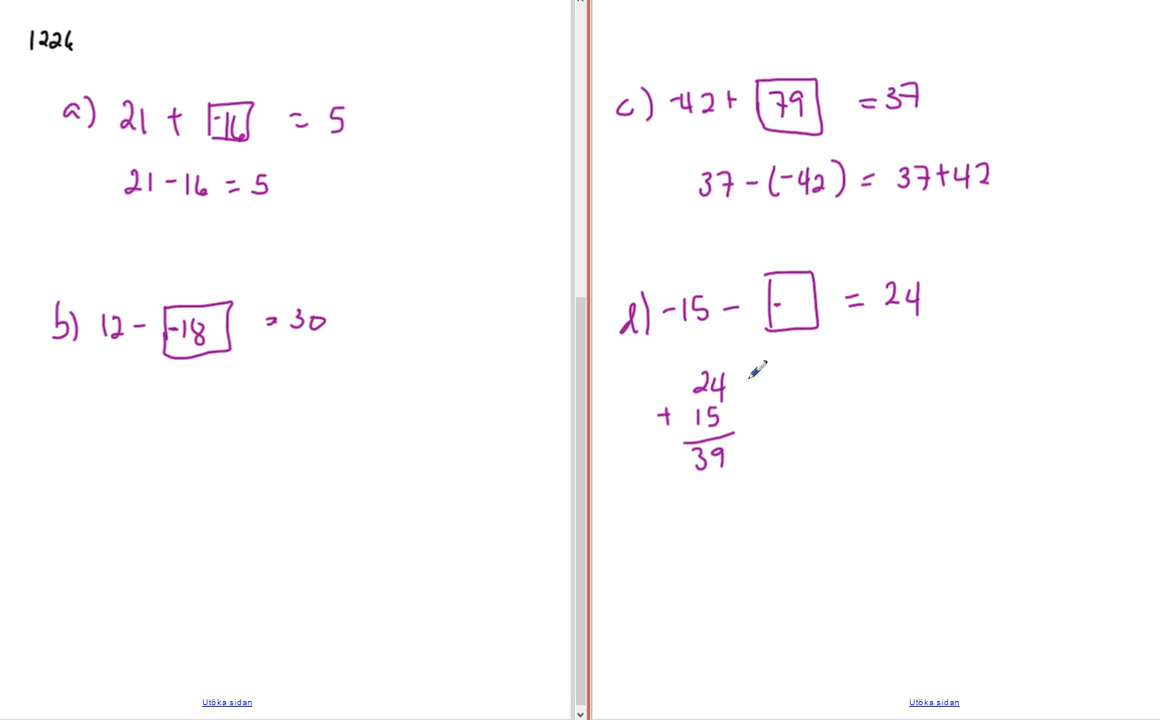 1226
a) 21 + -16 = 5
21 - 16 = 5
b) 12 - -18 = 30
c) -42 + 79 = 37
37 - (-42) = 37+42
d) -15 - - = 24
24
+ 15
39
Utöka sidan
Utöka sidan